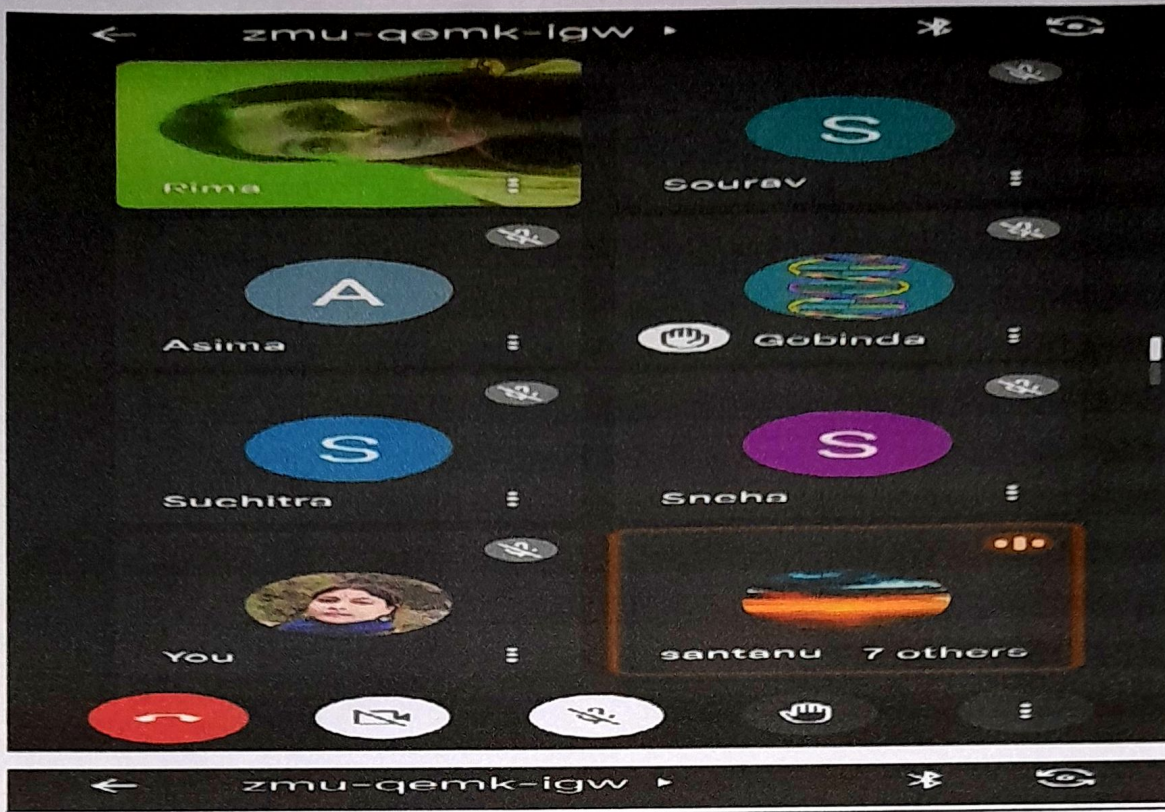 zmu-qemk-igw
Rima
S
Sourav
A
Asima
Gobinda
S
Suchitra
S
Sneha
You
santanu 7 others
zmu-qemk-igw